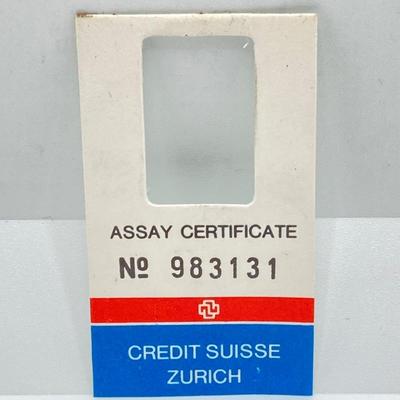 ASSAY CERTIFICATE
Nº 983131
CREDIT SUISSE
ZURICH